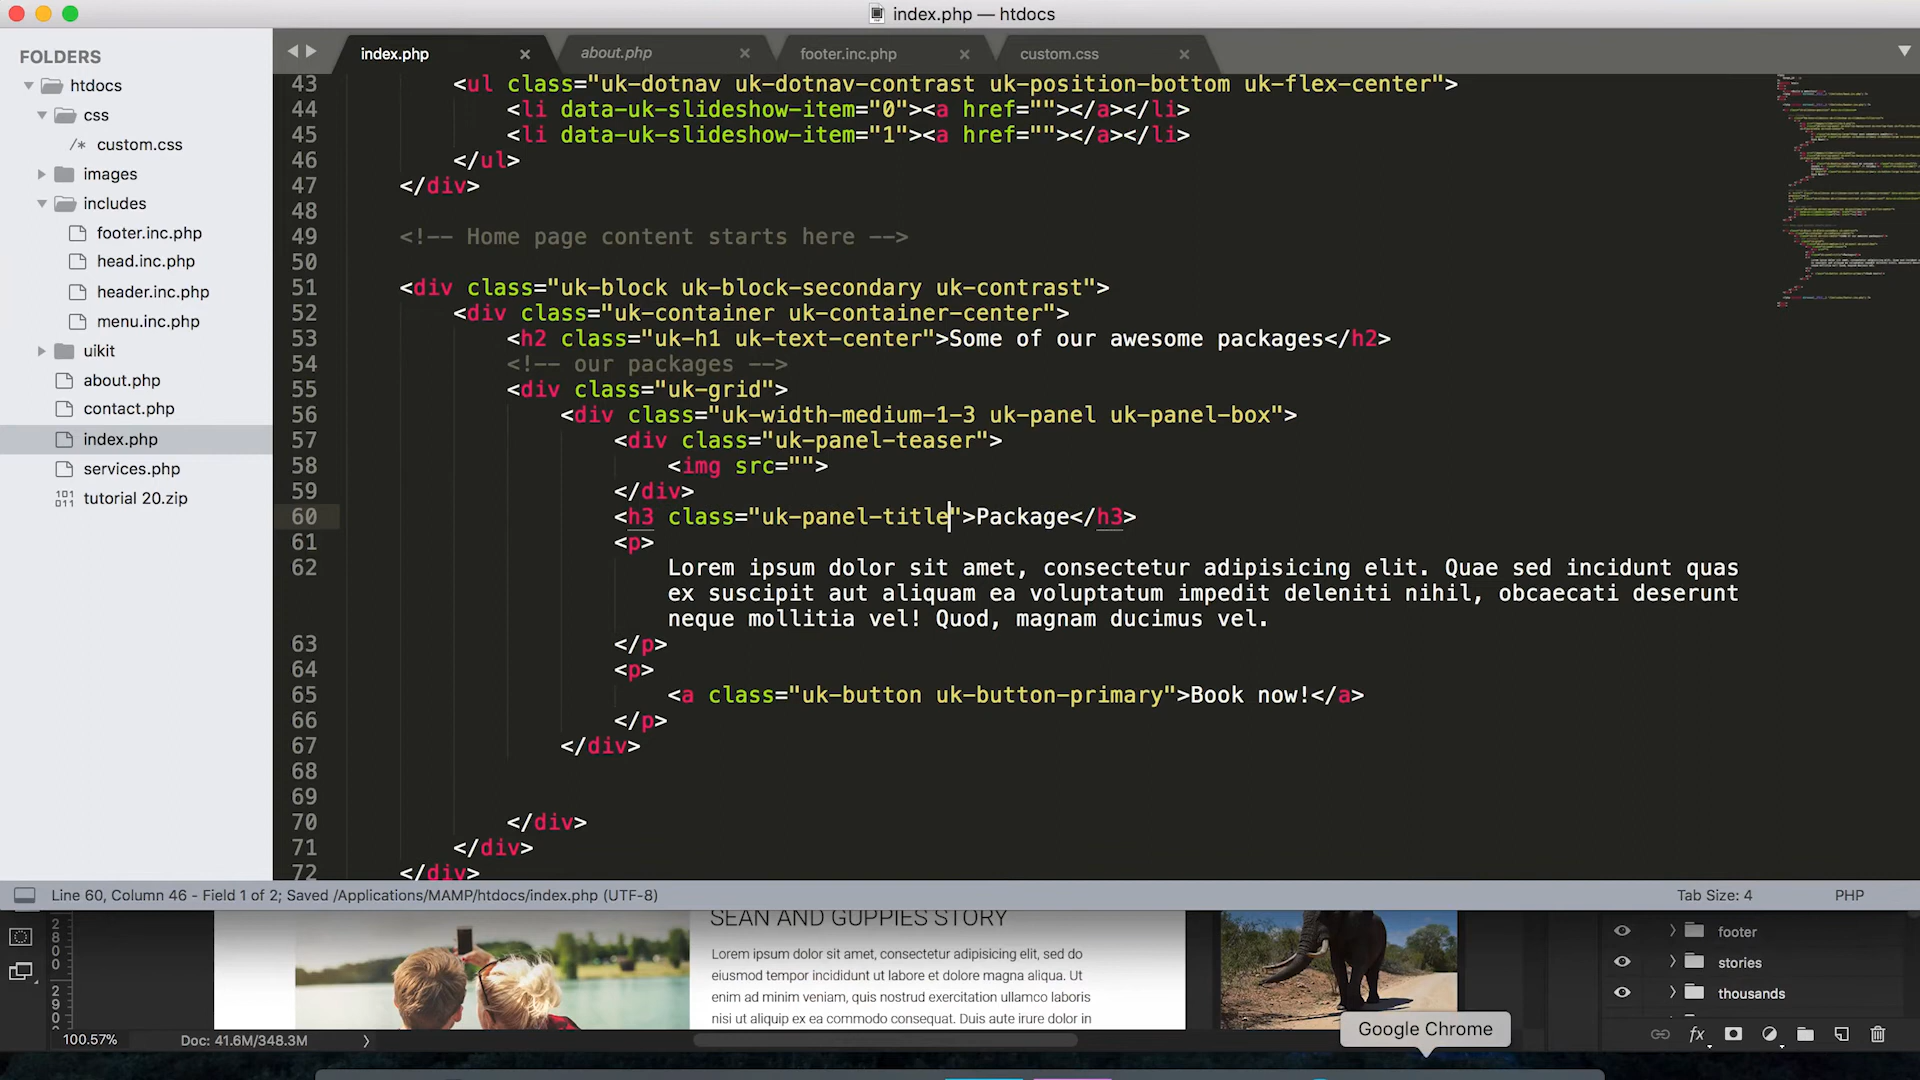 index.php — htdocs
FOLDERS
htdocs
css
/* custom.css
images
includes
footer.inc.php
head.inc.php
header.inc.php
menu.inc.php
uikit
about.php
contact.php
index.php
services.php
tutorial 20.zip
index.php
about.php
footer.inc.php
custom.css
43 <ul class="uk-dotnav uk-dotnav-contrast uk-position-bottom uk-flex-center">
44 <li data-uk-slideshow-item="0"><a href=""></a></li>
45 <li data-uk-slideshow-item="1"><a href=""></a></li>
46 </ul>
47 </div>
48
49 <!-- Home page content starts here -->
50
51 <div class="uk-block uk-block-secondary uk-contrast">
52 <div class="uk-container uk-container-center">
53 <h2 class="uk-h1 uk-text-center">Some of our awesome packages</h2>
54 <!-- our packages -->
55 <div class="uk-grid">
56 <div class="uk-width-medium-1-3 uk-panel uk-panel-box">
57 <div class="uk-panel-teaser">
58 <img src="">
59 </div>
60 <h3 class="uk-panel-title">Package</h3>
61 <p>
62 Lorem ipsum dolor sit amet, consectetur adipisicing elit. Quae sed incidunt quas
ex suscipit aut aliquam ea voluptatum impedit deleniti nihil, obcaecati deserunt
neque mollitia vel! Quod, magnam ducimus vel.
63 </p>
64 <p>
65 <a class="uk-button uk-button-primary">Book now!</a>
66 </p>
67 </div>
68
69
70 </div>
71 </div>
72 </div>
Line 60, Column 46 - Field 1 of 2; Saved /Applications/MAMP/htdocs/index.php (UTF-8)
Tab Size: 4
PHP
2 8 0 0
2 9 0 0
SEAN AND GUPPIES STORY
Lorem ipsum dolor sit amet, consectetur adipisicing elit, sed do
eiusmod tempor incididunt ut labore et dolore magna aliqua. Ut
enim ad minim veniam, quis nostrud exercitation ullamco laboris
nisi ut aliquip ex ea commodo consequat. Duis aute irure dolor in
footer
stories
thousands
Google Chrome
100.57%
Doc: 41.6M/348.3M
fx